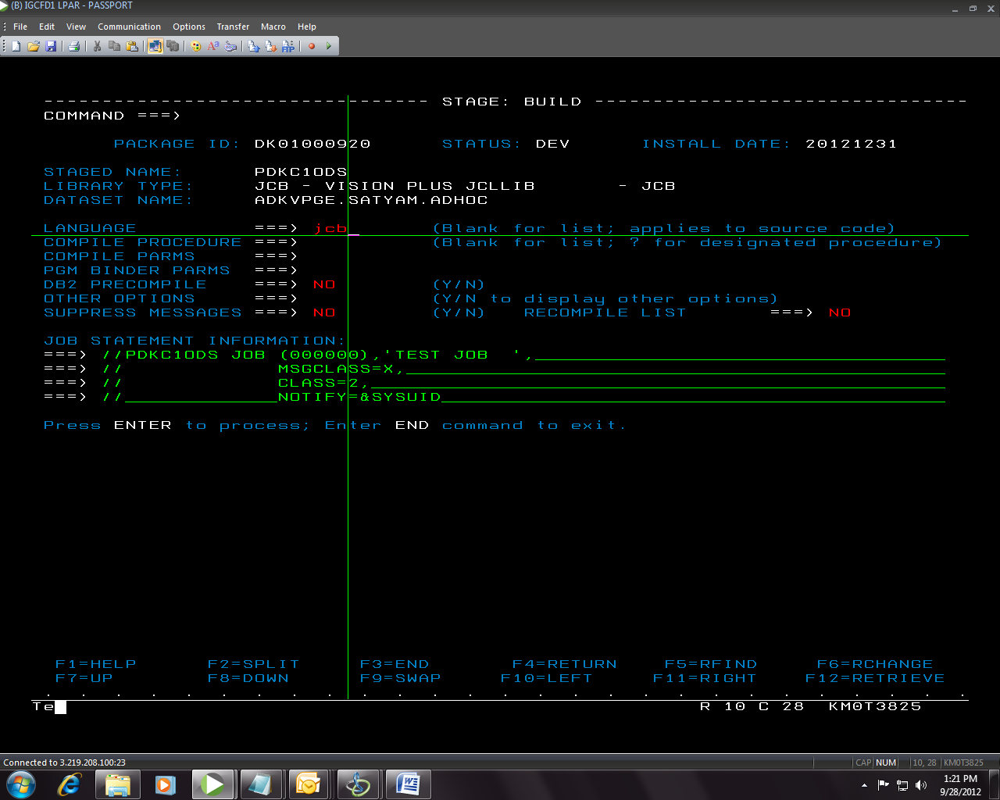 (B) IGCFD1 LPAR - PASSPORT
File Edit View Communication Options Transfer Macro Help
--------------------------------- STAGE: BUILD --------------------------------
COMMAND ===>
PACKAGE ID: DK01000920 STATUS: DEV INSTALL DATE: 20121231
STAGED NAME: PDKC1ODS
LIBRARY TYPE: JCB - VISION PLUS JCLLIB - JCB
DATASET NAME: ADKVPGE.SATYAM.ADHOC
LANGUAGE ===> jcb_ (Blank for list; applies to source code)
COMPILE PROCEDURE ===> (Blank for list; ? for designated procedure)
COMPILE PARMS ===>
PGM BINDER PARMS ===>
DB2 PRECOMPILE ===> NO (Y/N)
OTHER OPTIONS ===> (Y/N to display other options)
SUPPRESS MESSAGES ===> NO (Y/N) RECOMPILE LIST ===> NO
JOB STATEMENT INFORMATION:
===> //PDKC1ODS JOB (000000),'TEST JOB ',
===> // MSGCLASS=X,
===> // CLASS=2,
===> // NOTIFY=&SYSUID
Press ENTER to process; Enter END command to exit.
F1=HELP F2=SPLIT F3=END F4=RETURN F5=RFIND F6=RCHANGE
F7=UP F8=DOWN F9=SWAP F10=LEFT F11=RIGHT F12=RETRIEVE
Te R 10 C 28 KM0T3825
Connected to 3.219.208.100:23 CAP NUM 10, 28 KM0T3825
1:21 PM
9/28/2012